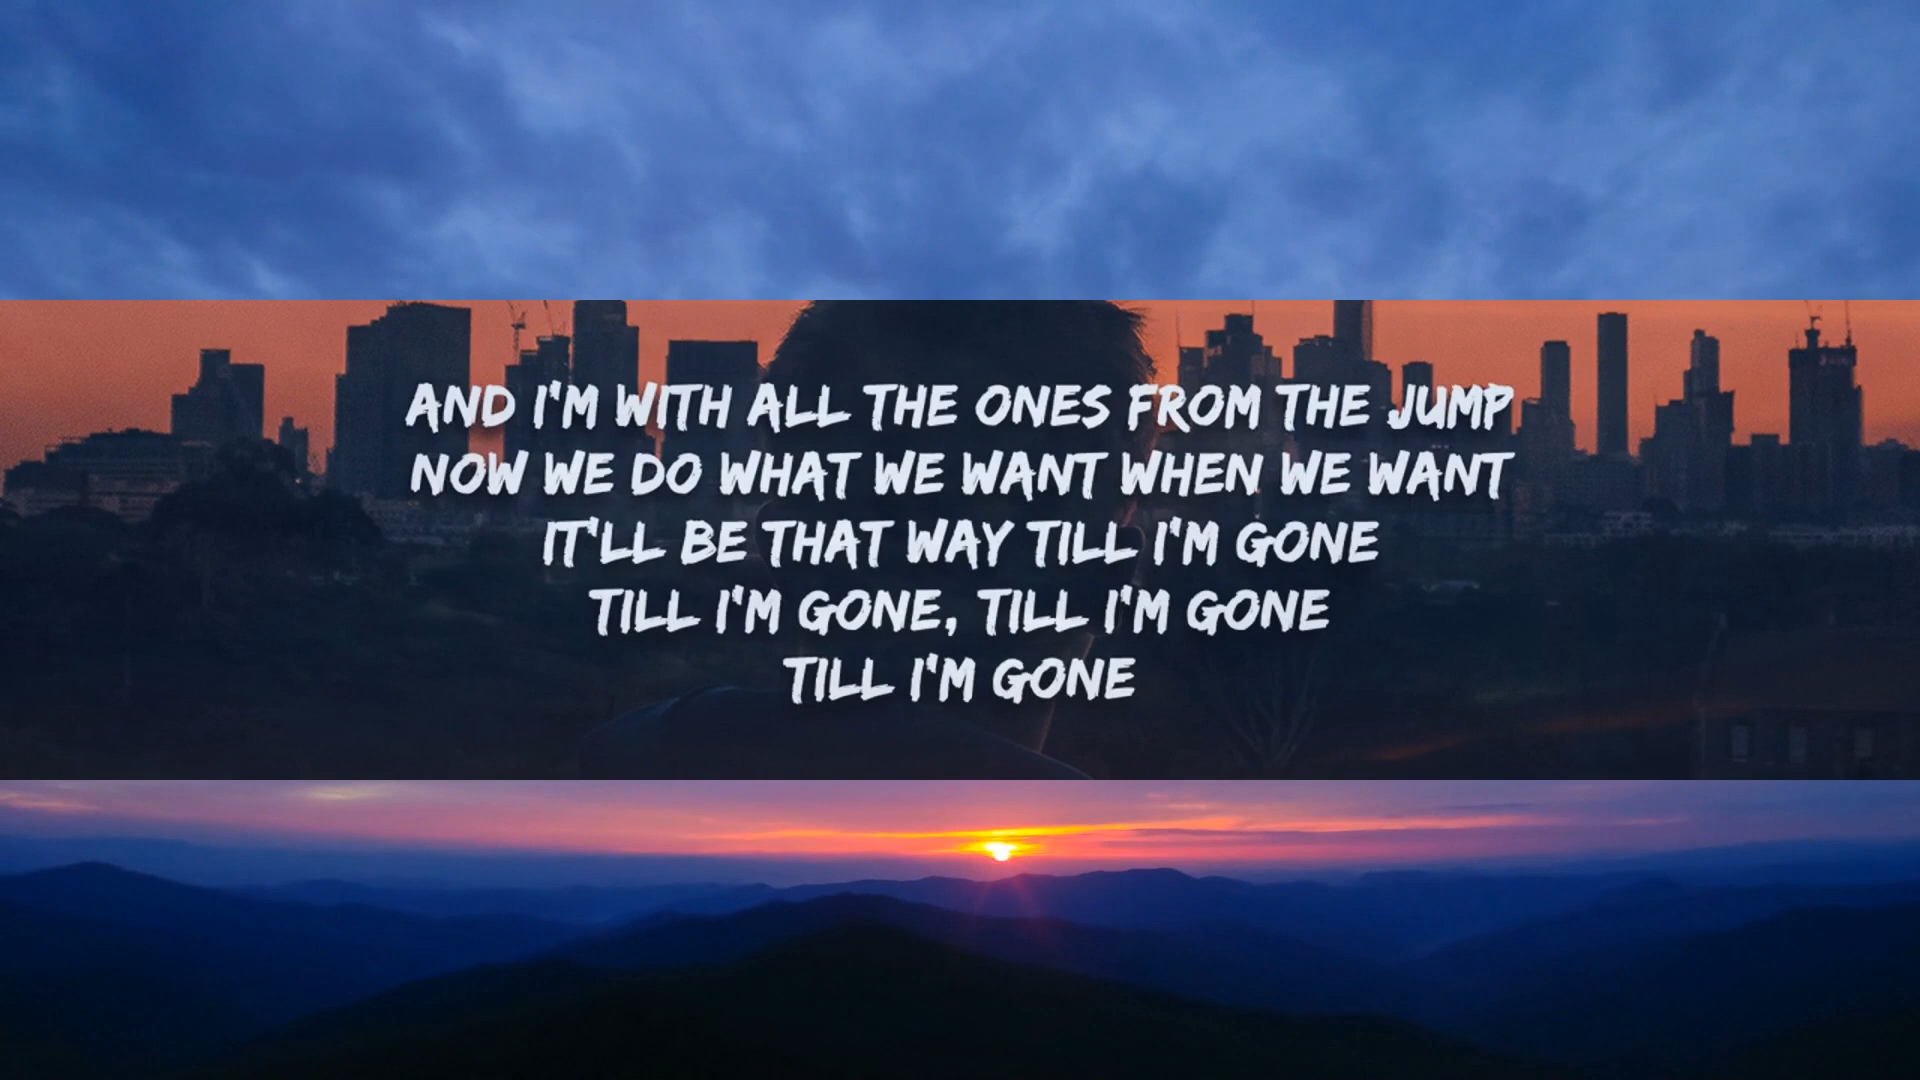 AND I'M WITH ALL THE ONES FROM THE JUMP
NOW WE DO WHAT WE WANT WHEN WE WANT
IT'LL BE THAT WAY TILL I'M GONE
TILL I'M GONE, TILL I'M GONE
TILL I'M GONE